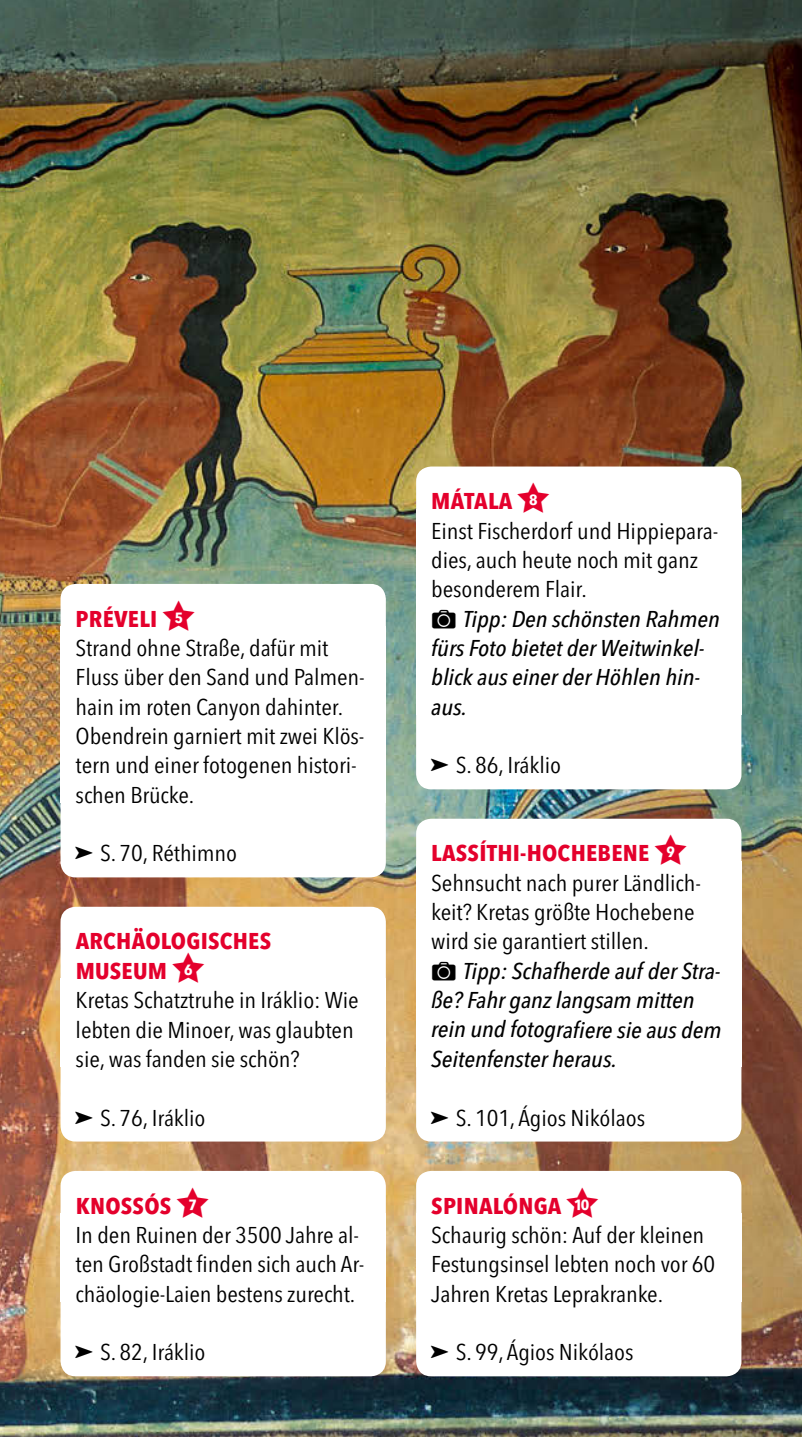 PRÉVELI 5
Strand ohne Straße, dafür mit
Fluss über den Sand und Palmen-
hain im roten Canyon dahinter.
Obendrein garniert mit zwei Klös-
tern und einer fotogenen histori-
schen Brücke.
➤ S. 70, Réthimno
ARCHÄOLOGISCHES
MUSEUM 6
Kretas Schatztruhe in Iráklio: Wie
lebten die Minoer, was glaubten
sie, was fanden sie schön?
➤ S. 76, Iráklio
KNOSSÓS 7
In den Ruinen der 3500 Jahre al-
ten Großstadt finden sich auch Ar-
chäologie-Laien bestens zurecht.
➤ S. 82, Iráklio
MÁTALA 8
Einst Fischerdorf und Hippiepara-
dies, auch heute noch mit ganz
besonderem Flair.
Tipp: Den schönsten Rahmen
fürs Foto bietet der Weitwinkel-
blick aus einer der Höhlen hin-
aus.
➤ S. 86, Iráklio
LASSÍTHI-HOCHEBENE 9
Sehnsucht nach purer Ländlich-
keit? Kretas größte Hochebene
wird sie garantiert stillen.
Tipp: Schafherde auf der Stra-
ße? Fahr ganz langsam mitten
rein und fotografiere sie aus dem
Seitenfenster heraus.
➤ S. 101, Ágios Nikólaos
SPINALÓNGA 10
Schaurig schön: Auf der kleinen
Festungsinsel lebten noch vor 60
Jahren Kretas Leprakranke.
➤ S. 99, Ágios Nikólaos